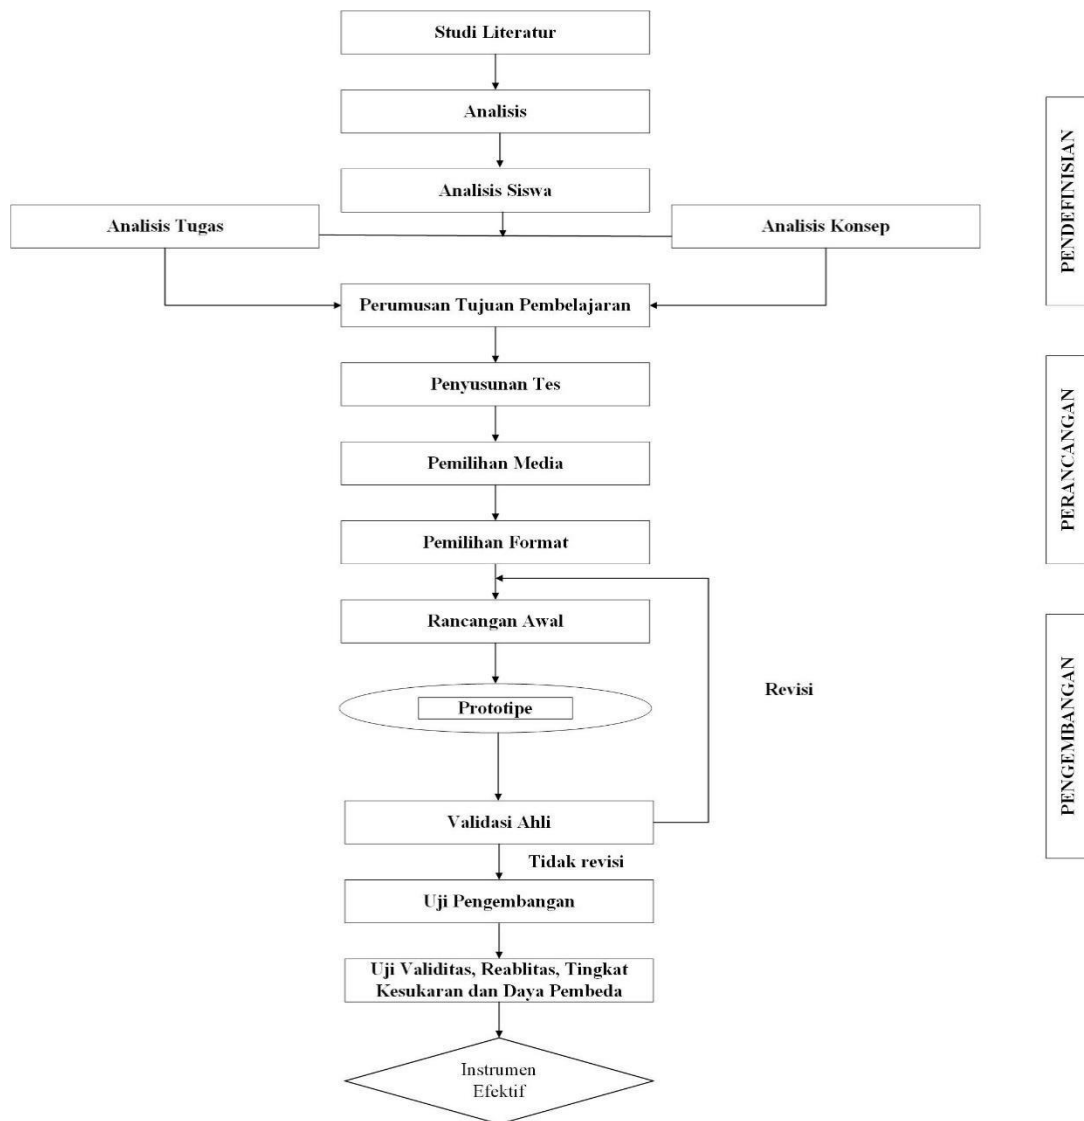 Studi Literatur
Analisis
Analisis Siswa
Analisis Tugas
Analisis Konsep
PENDEFINISIAN
Perumusan Tujuan Pembelajaran
Penyusunan Tes
PERANCANGAN
Pemilihan Media
Pemilihan Format
Rancangan Awal
Prototipe
Revisi
PENGEMBANGAN
Validasi Ahli
Tidak revisi
Uji Pengembangan
Uji Validitas, Reablitas, Tingkat
Kesukaran dan Daya Pembeda
Instrumen
Efektif